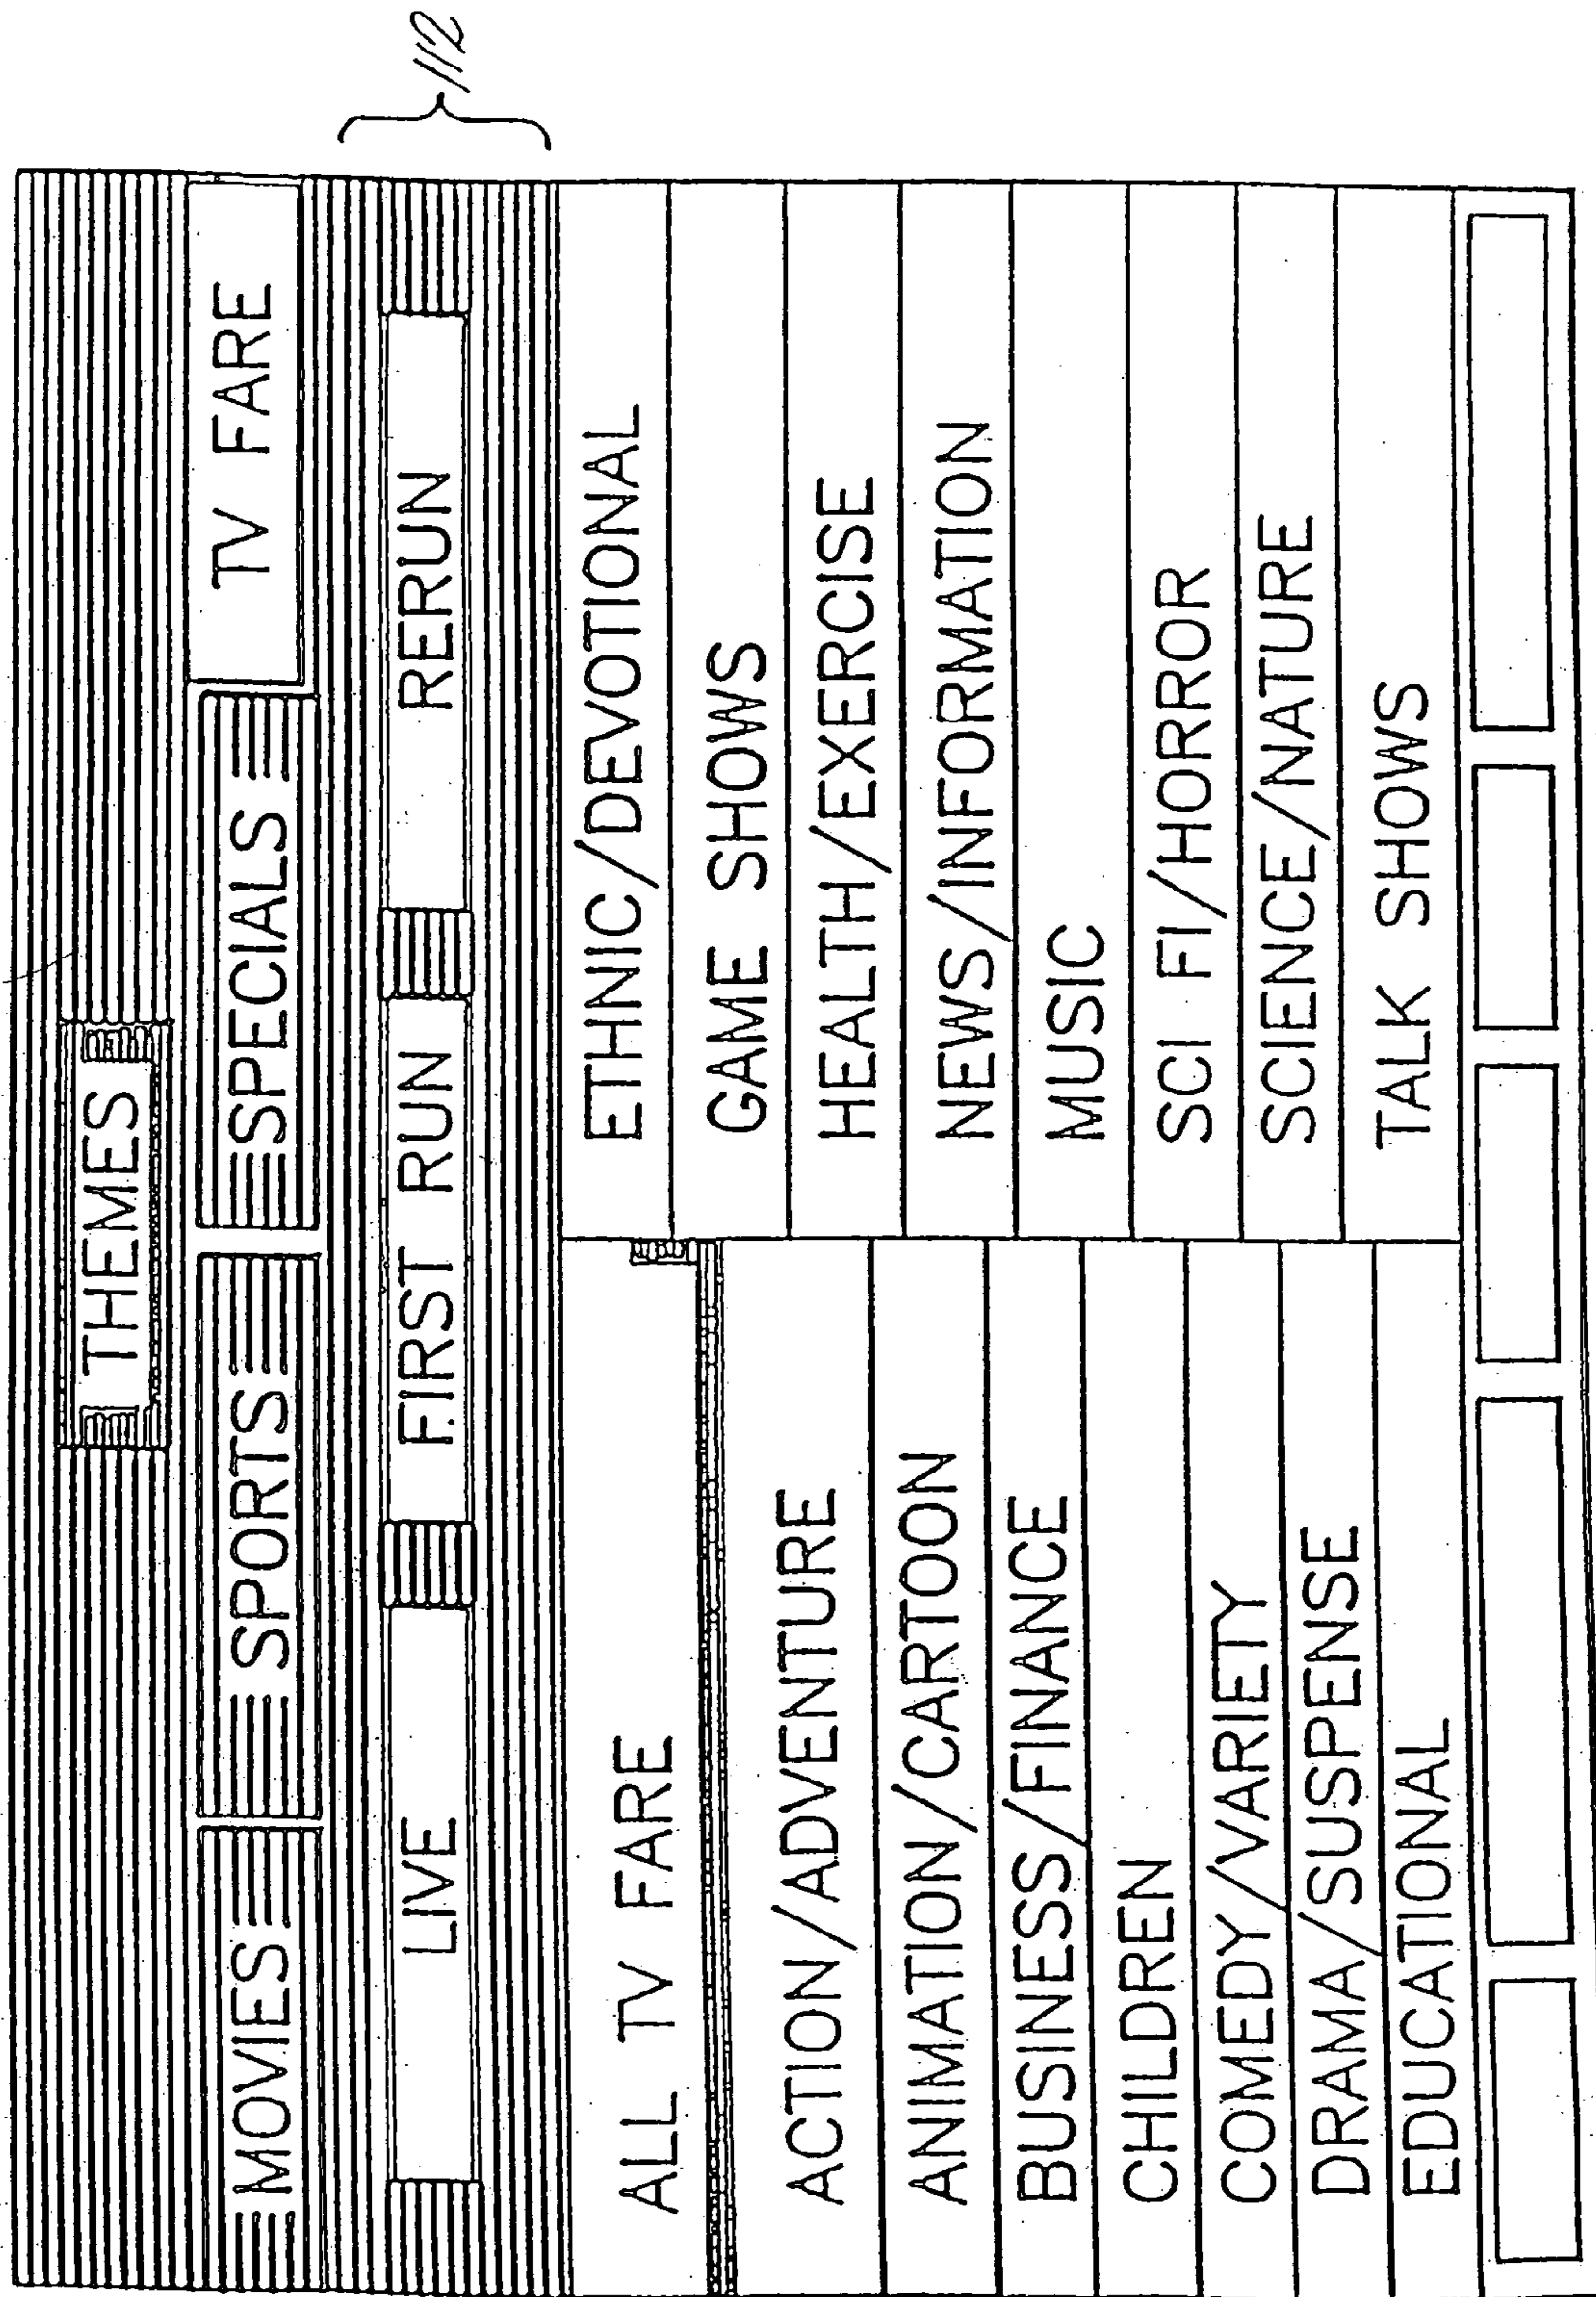 THEMES
MOVIES SPORTS SPECIALS TV FARE
LIVE FIRST RUN RERUN
112
ALL TV FARE
ACTION/ADVENTURE
ANIMATION/CARTOON
BUSINESS/FINANCE
CHILDREN
COMEDY/VARIETY
DRAMA/SUSPENSE
EDUCATIONAL
ETHNIC/DEVOTIONAL
GAME SHOWS
HEALTH/EXERCISE
NEWS/INFORMATION
MUSIC
SCI FI/HORROR
SCIENCE/NATURE
TALK SHOWS